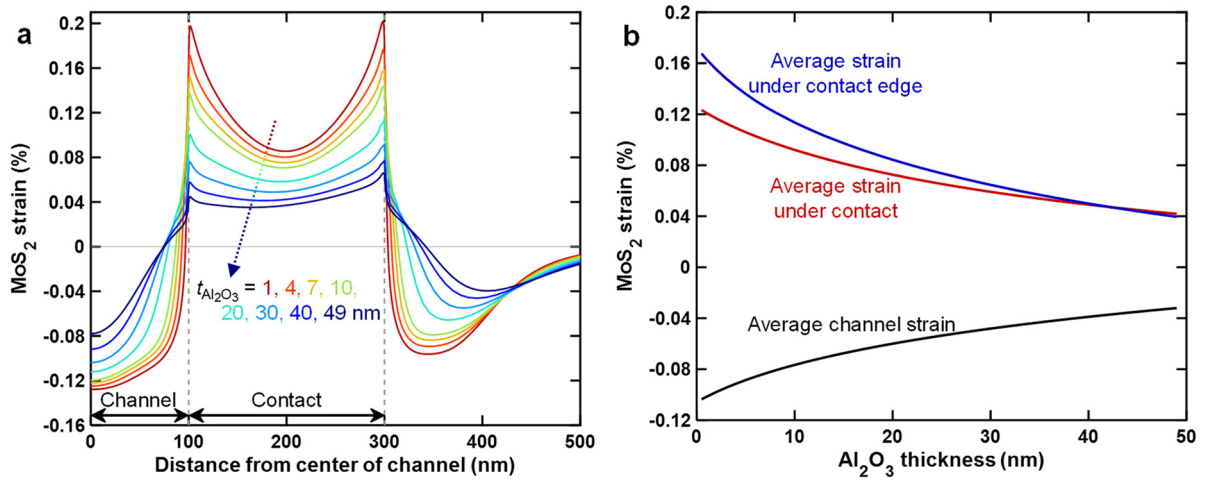 a
MoS2 strain (%)
0.2
0.16
0.12
0.08
0.04
0
-0.04
-0.08
-0.12
-0.16
tAl2O3 = 1, 4, 7, 10,
20, 30, 40, 49 nm
Channel
Contact
0 100 200 300 400 500
Distance from center of channel (nm)
b
MoS2 strain (%)
0.2
0.16
0.12
0.08
0.04
0
-0.04
-0.08
-0.12
Average strain
under contact edge
Average strain
under contact
Average channel strain
0 10 20 30 40 50
Al2O3 thickness (nm)